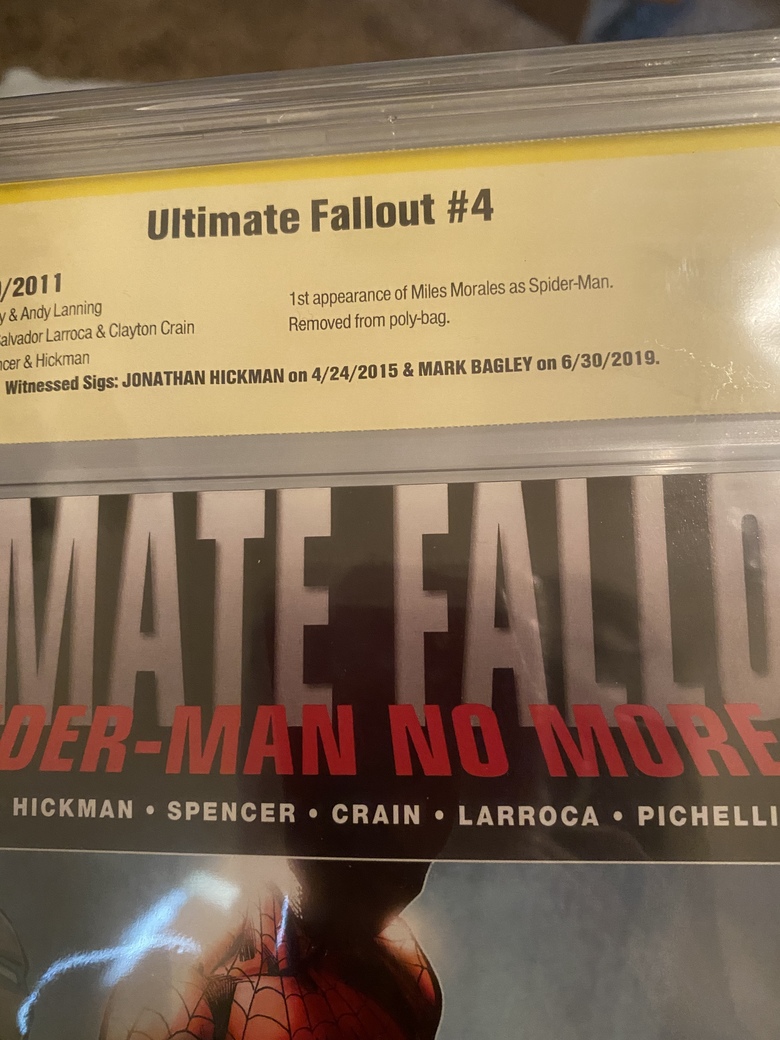 Ultimate Fallout #4
/2011
y & Andy Lanning
alvador Larroca & Clayton Crain
cer & Hickman
1st appearance of Miles Morales as Spider-Man.
Removed from poly-bag.
Witnessed Sigs: JONATHAN HICKMAN on 4/24/2015 & MARK BAGLEY on 6/30/2019.
MATE FALLO
DER-MAN NO MORE
HICKMAN • SPENCER • CRAIN • LARROCA • PICHELLI